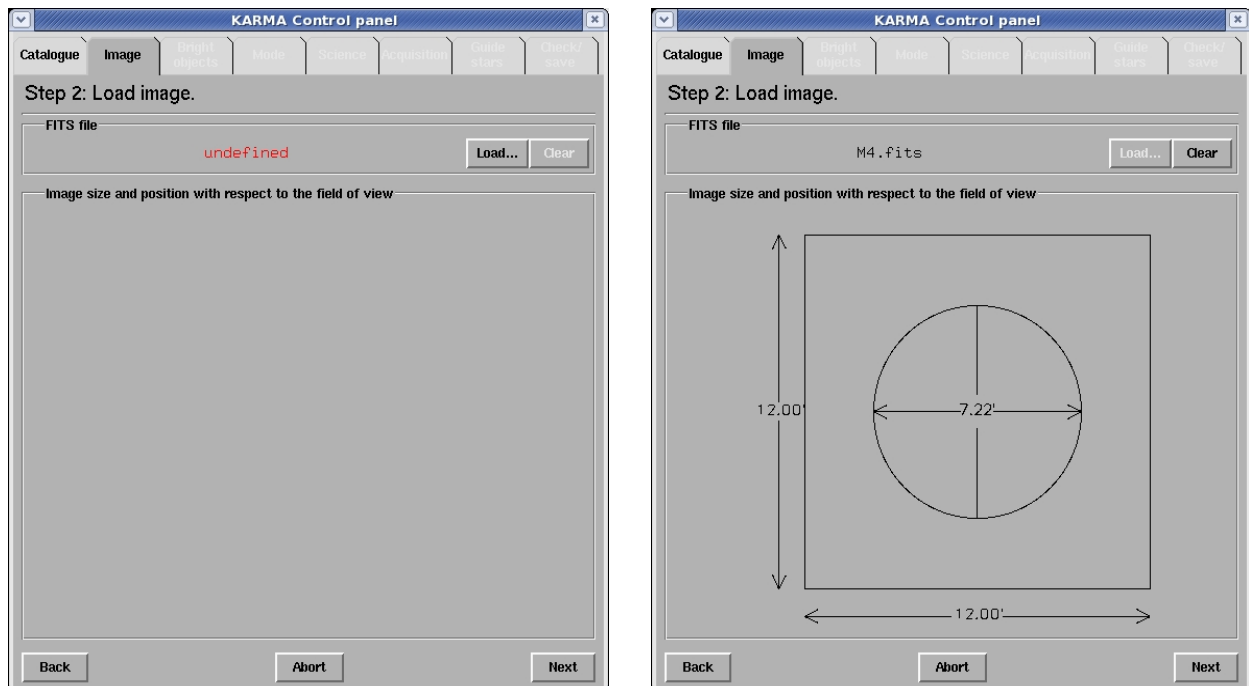 KARMA Control panel
Catalogue Image Bright objects Mode Science Acquisition Guide stars Check/ save
Step 2: Load image.
FITS file
undefined Load... Clear
Image size and position with respect to the field of view
Back Abort Next
KARMA Control panel
Catalogue Image Bright objects Mode Science Acquisition Guide stars Check/ save
Step 2: Load image.
FITS file
M4.fits Load... Clear
Image size and position with respect to the field of view
12.00' 7.22'
12.00'
Back Abort Next